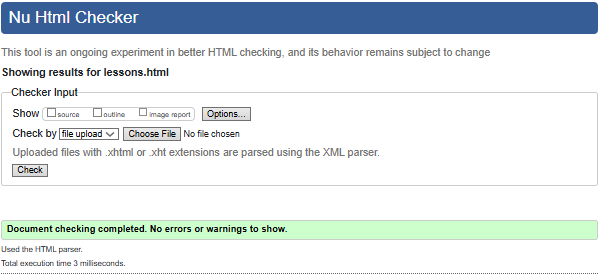 Nu Html Checker
This tool is an ongoing experiment in better HTML checking, and its behavior remains subject to change
Showing results for lessons.html
Checker Input
Show source outline image report Options...
Check by file upload Choose File No file chosen
Uploaded files with .xhtml or .xht extensions are parsed using the XML parser.
Check
Document checking completed. No errors or warnings to show.
Used the HTML parser.
Total execution time 3 milliseconds.